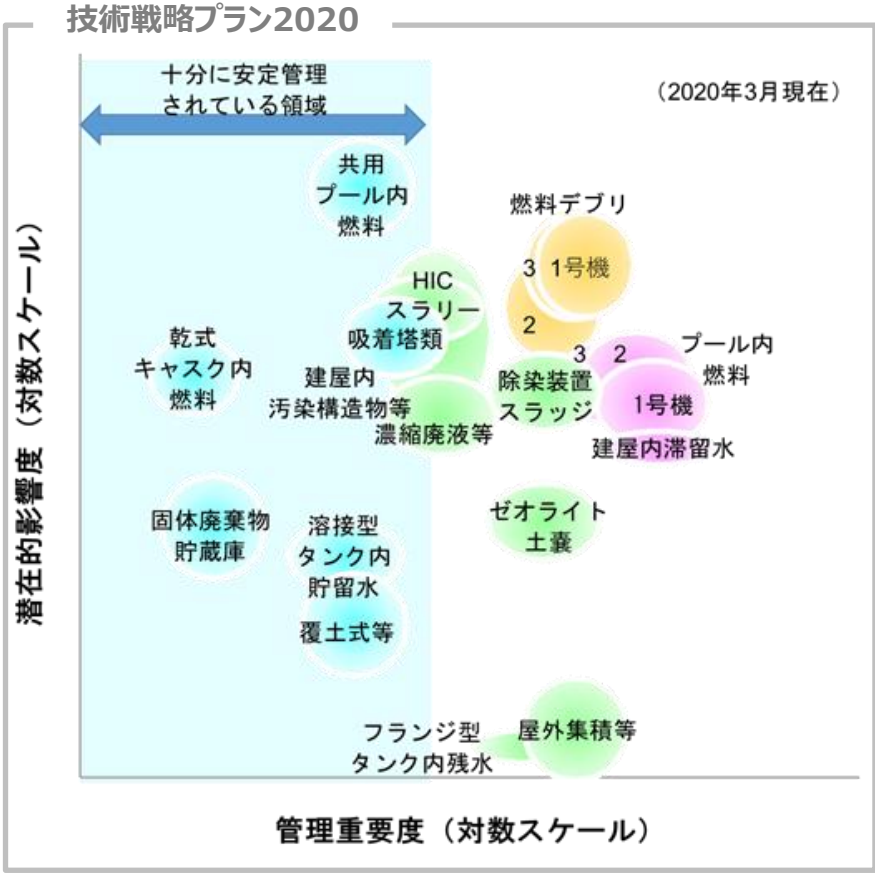 技術戦略プラン2020
十分に安定管理
されている領域
（2020年3月現在）
共用
プール内
燃料
燃料デブリ
3
1号機
2
HIC
スラリー
吸着塔類
乾式
キャスク内
燃料
建屋内
汚染構造物等
濃縮廃液等
除染装置
スラッジ
3
2
プール内
燃料
1号機
建屋内滞留水
固体廃棄物
貯蔵庫
溶接型
タンク内
貯留水
覆土式等
ゼオライト
土嚢
フランジ型
タンク内残水
屋外集積等
潜在的影響度（対数スケール）
管理重要度（対数スケール）